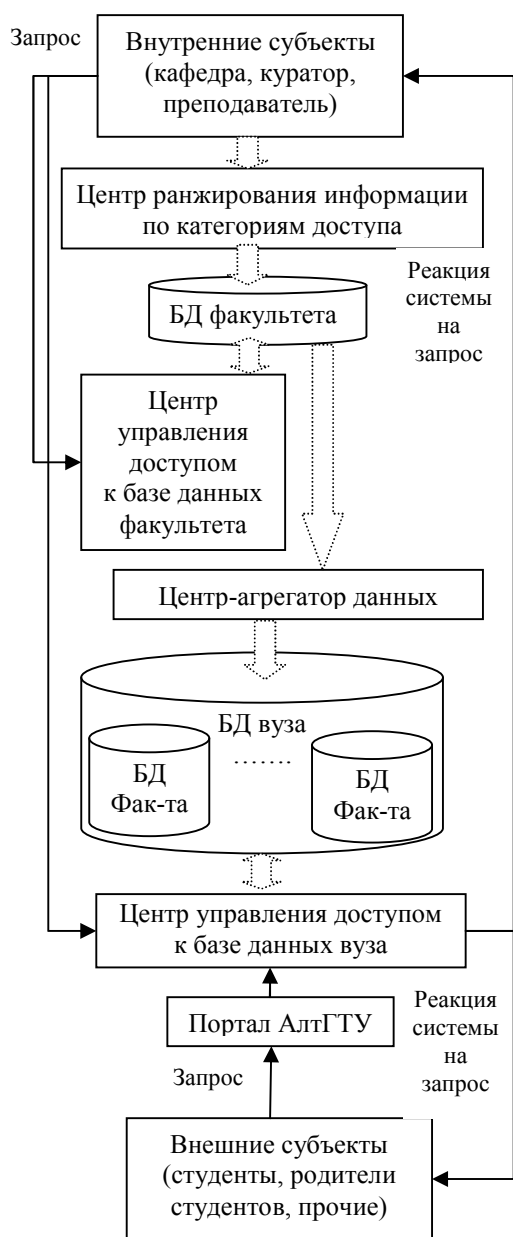 Запрос
Внутренние субъекты
(кафедра, куратор,
преподаватель)
Центр ранжирования информации
по категориям доступа
Реакция
системы
на
запрос
БД факультета
Центр
управления
доступом
к базе данных
факультета
Центр-агрегатор данных
БД вуза
БД
Фак-та
.......
БД
Фак-та
Центр управления доступом
к базе данных вуза
Портал АлтГТУ
Реакция
системы
на
запрос
Запрос
Внешние субъекты
(студенты, родители
студентов, прочие)